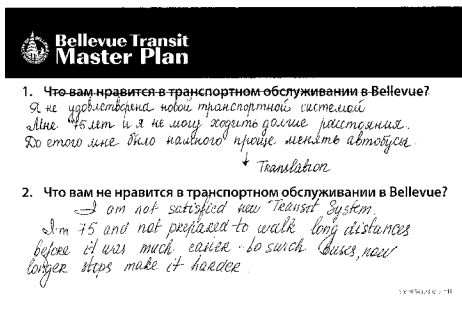 Bellevue Transit
Master Plan
1. Что вам нравится в транспортном обслуживании в Bellevue?
Я не удовлетворена новой транспортной системой
Мне 75 лет и я не могу ходить долгие расстояния.
До етого мне было намного проще менять автобусы.
↓ Translation
2. Что вам не нравится в транспортном обслуживании в Bellevue?
I am not satisfied new Transit System.
I'm 75 and not prepared to walk long distances
before it was much easier to switch buses, now
longer stops make it harder.